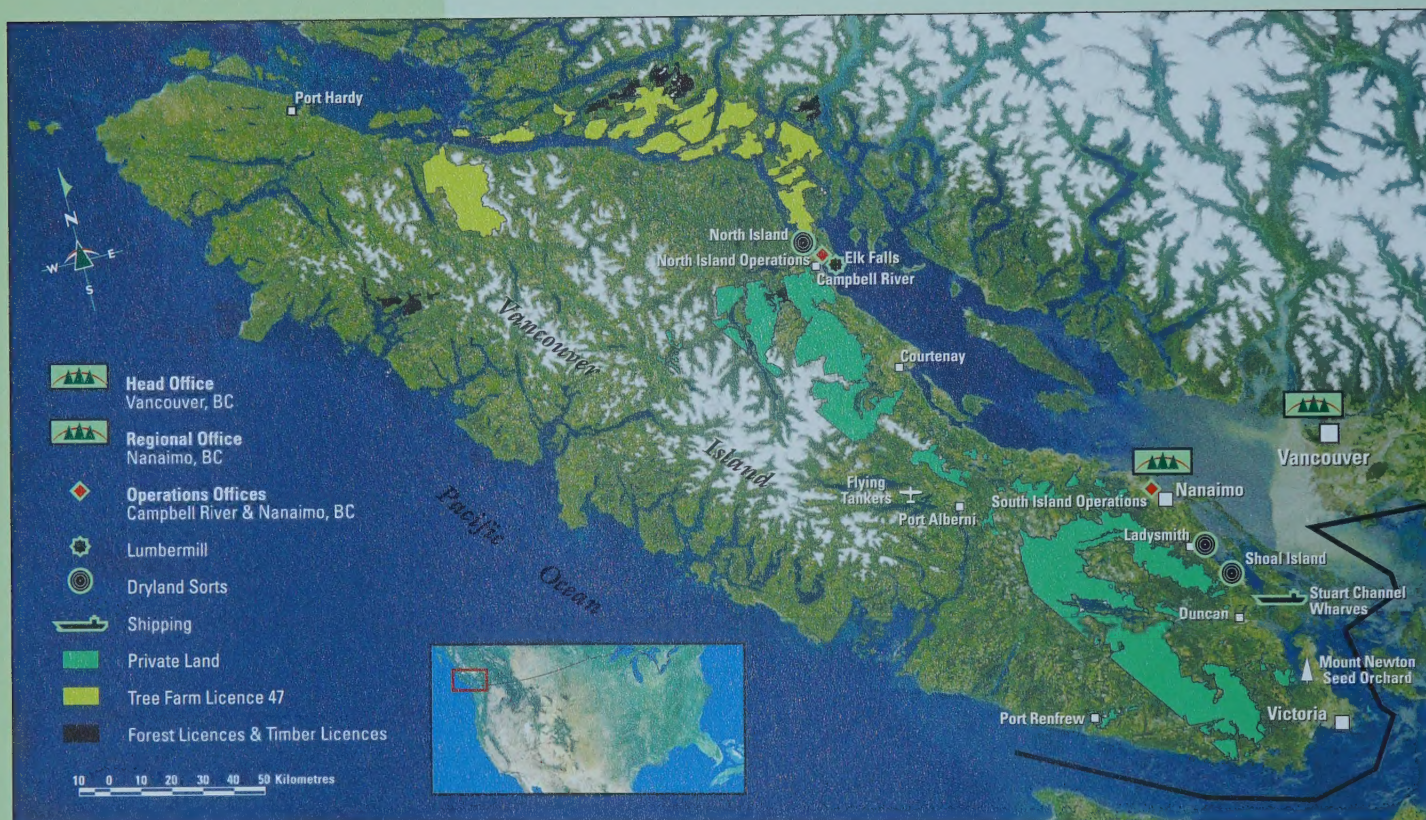 Port Hardy
N
W
E
S
North Island
North Island Operations
Elk Falls
Campbell River
Vancouver
Island
Courtenay
Pacific
Ocean
Flying
Tankers
Port Alberni
Vancouver
Nanaimo
South Island Operations
Ladysmith
Shoal Island
Stuart Channel
Wharves
Duncan
Mount Newton
Seed Orchard
Port Renfrew
Victoria
Head Office
Vancouver, BC
Regional Office
Nanaimo, BC
Operations Offices
Campbell River & Nanaimo, BC
Lumbermill
Dryland Sorts
Shipping
Private Land
Tree Farm Licence 47
Forest Licences & Timber Licences
10 0 10 20 30 40 50 Kilometres